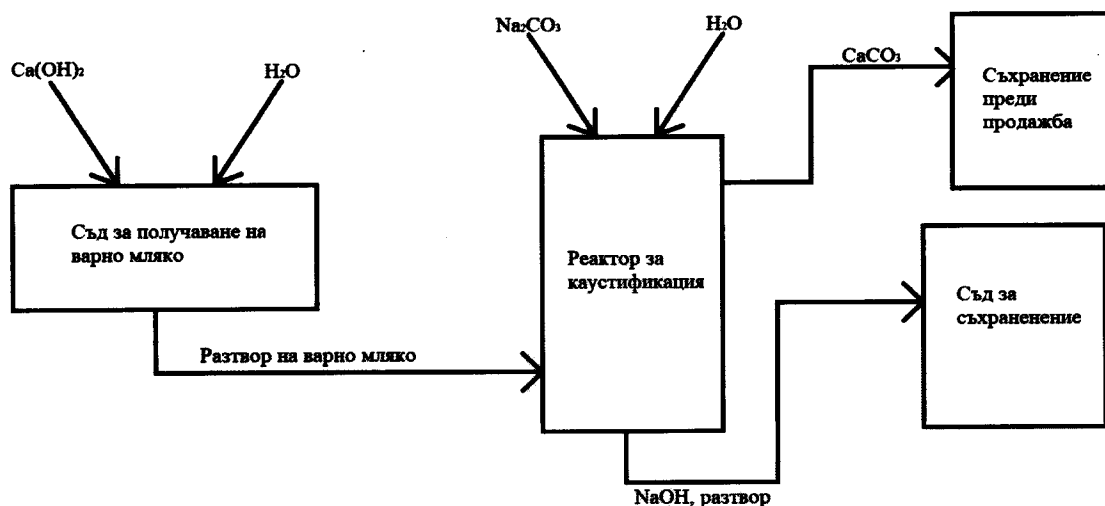 Na₂CO₃
H₂O
CaCO₃
Съхранение
преди
продажба
Ca(OH)₂
H₂O
Съд за получаване на
варно мляко
Реактор за
каустификация
Съд за
съхраненение
Разтвор на варно мляко
NaOH, разтвор